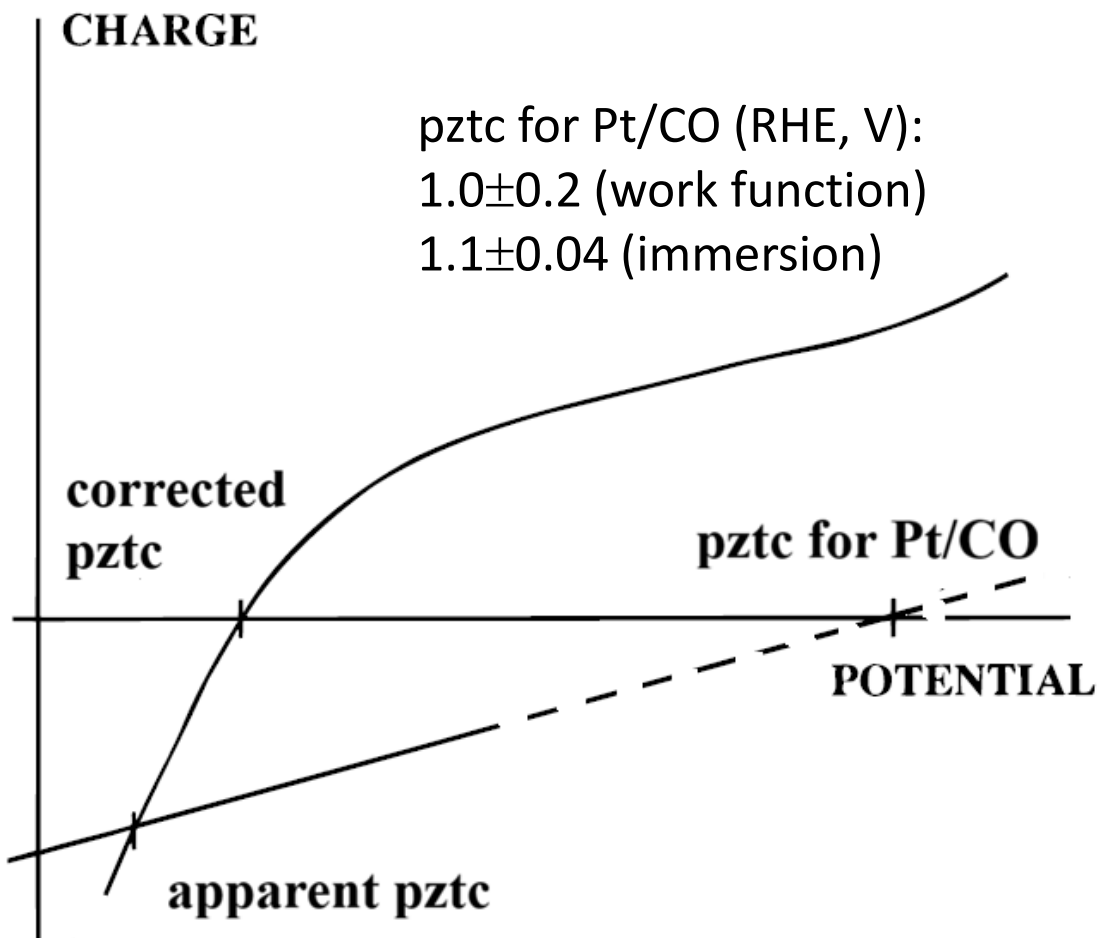 CHARGE
pztc for Pt/CO (RHE, V):
1.0±0.2 (work function)
1.1±0.04 (immersion)
corrected
pztc
pztc for Pt/CO
POTENTIAL
apparent pztc